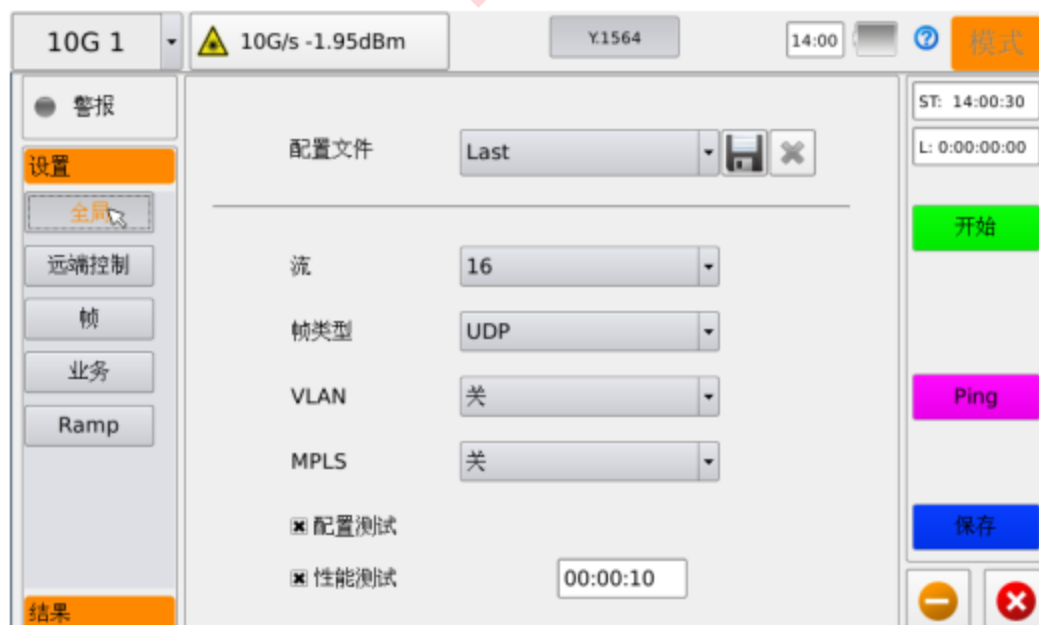 10G 1
10G/s -1.95dBm
Y.1564
14:00
模式
警报
ST: 14:00:30
L: 0:00:00:00
设置
全局
远端控制
帧
业务
Ramp
配置文件 Last
流 16
帧类型 UDP
VLAN 关
MPLS 关
配置测试
性能测试 00:00:10
开始
Ping
保存
结果